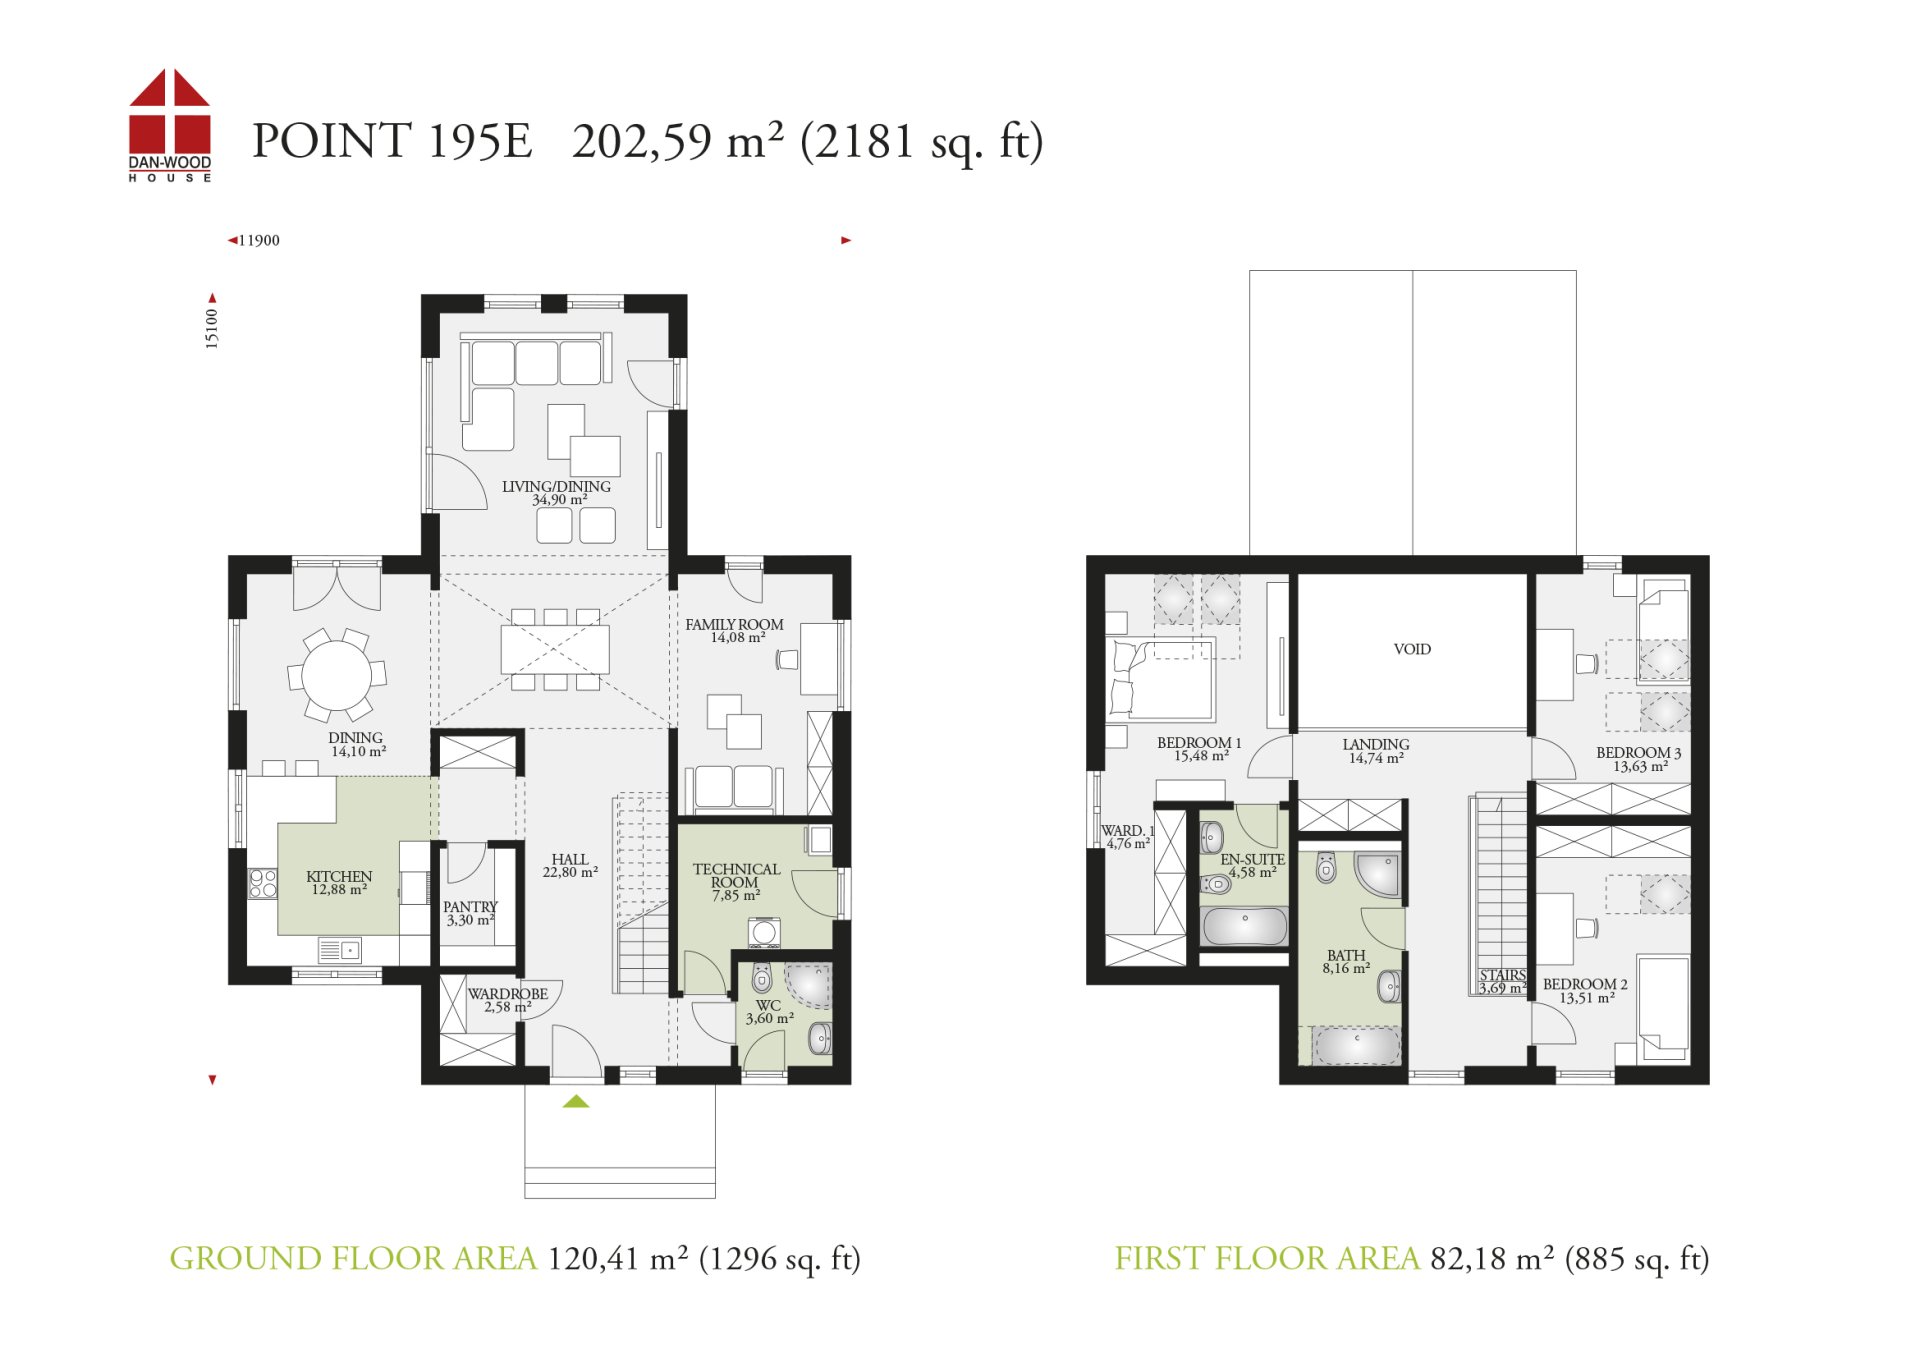 DAN-WOOD
HOUSE
POINT 195E 202,59 m² (2181 sq. ft)
11900
15100
LIVING/DINING
34,90 m²
FAMILY ROOM
14,08 m²
DINING
14,10 m²
KITCHEN
12,88 m²
PANTRY
3,30 m²
HALL
22,80 m²
TECHNICAL
ROOM
7,85 m²
WARDROBE
2,58 m²
WC
3,60 m²
VOID
BEDROOM 1
15,48 m²
LANDING
14,74 m²
BEDROOM 3
13,63 m²
WARD. 1
4,76 m²
EN-SUITE
4,58 m²
BATH
8,16 m²
STAIRS
3,69 m²
BEDROOM 2
13,51 m²
GROUND FLOOR AREA 120,41 m² (1296 sq. ft)
FIRST FLOOR AREA 82,18 m² (885 sq. ft)